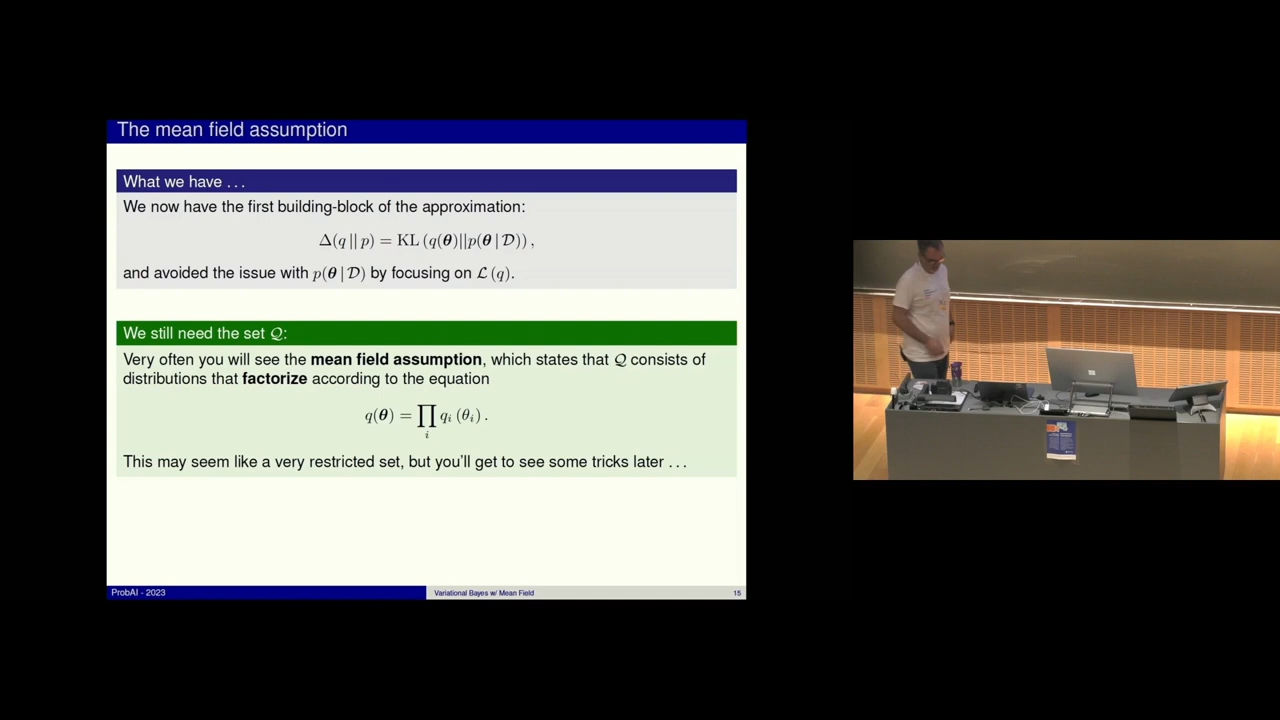 The mean field assumption
What we have . . .
We now have the first building-block of the approximation:
Δ(q || p) = KL (q(θ)||p(θ | 𝒟)) ,
and avoided the issue with p(θ | 𝒟) by focusing on ℒ (q).
We still need the set 𝒬:
Very often you will see the mean field assumption, which states that 𝒬 consists of
distributions that factorize according to the equation
q(θ) = ∏ᵢ qᵢ (θᵢ) .
This may seem like a very restricted set, but you'll get to see some tricks later . . .
ProbAI - 2023
Variational Bayes w/ Mean Field
15